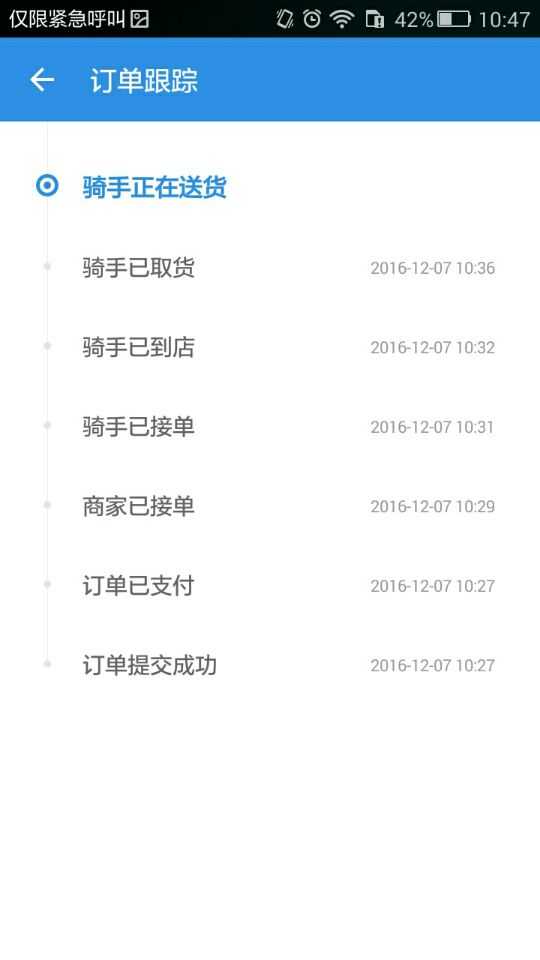 仅限紧急呼叫 42% 10:47
订单跟踪
骑手正在送货
骑手已取货 2016-12-07 10:36
骑手已到店 2016-12-07 10:32
骑手已接单 2016-12-07 10:31
商家已接单 2016-12-07 10:29
订单已支付 2016-12-07 10:27
订单提交成功 2016-12-07 10:27